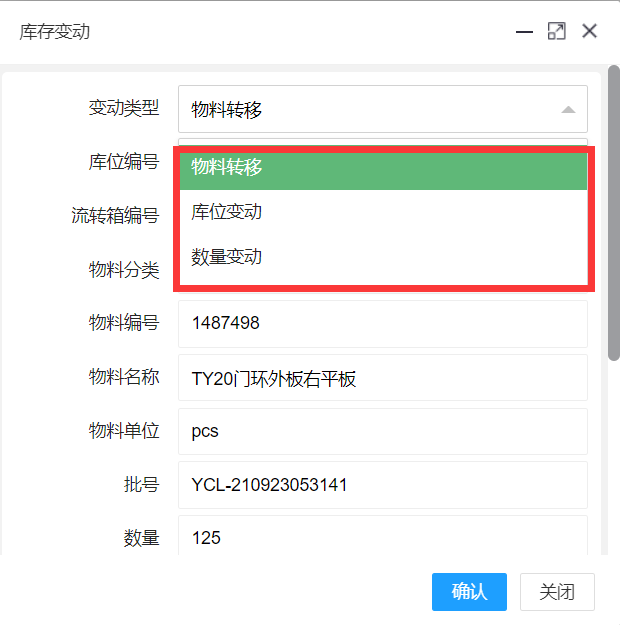 库存变动
变动类型 物料转移
库位编号 物料转移
流转箱编号 库位变动
物料分类 数量变动
物料编号 1487498
物料名称 TY20门环外板右平板
物料单位 pcs
批号 YCL-210923053141
数量 125
确认 关闭